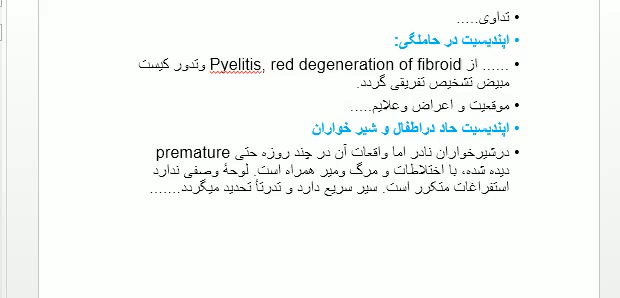 • تداوی.....
• اپندیسیت در حاملگی:
• ...... از Pyelitis, red degeneration of fibroid وتدور کیست
مبیض تشخیص تفریقی گردد.
• موقعیت و اعراض وعلایم.....
• اپندیسیت حاد دراطفال و شیر خواران
• درشیرخواران نادر اما واقعات آن در چند روزه حتی premature
دیده شده، با اختلاطات و مرگ ومیر همراه است. لوحهٔ وصفی ندارد
استفراغات متکرر است. سیر سریع دارد و تدرتاً تحدید میگردد.......